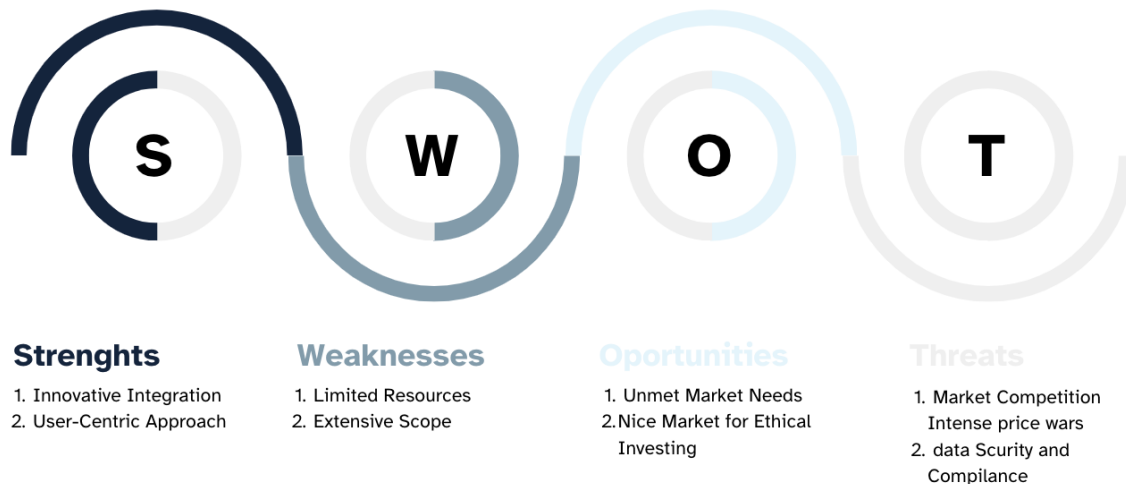 S
W
O
T
Strenghts
1. Innovative Integration
2. User-Centric Approach
Weaknesses
1. Limited Resources
2. Extensive Scope
Oportunities
1. Unmet Market Needs
2.Nice Market for Ethical
Investing
Threats
1. Market Competition
Intense price wars
2. data Scurity and
Compilance